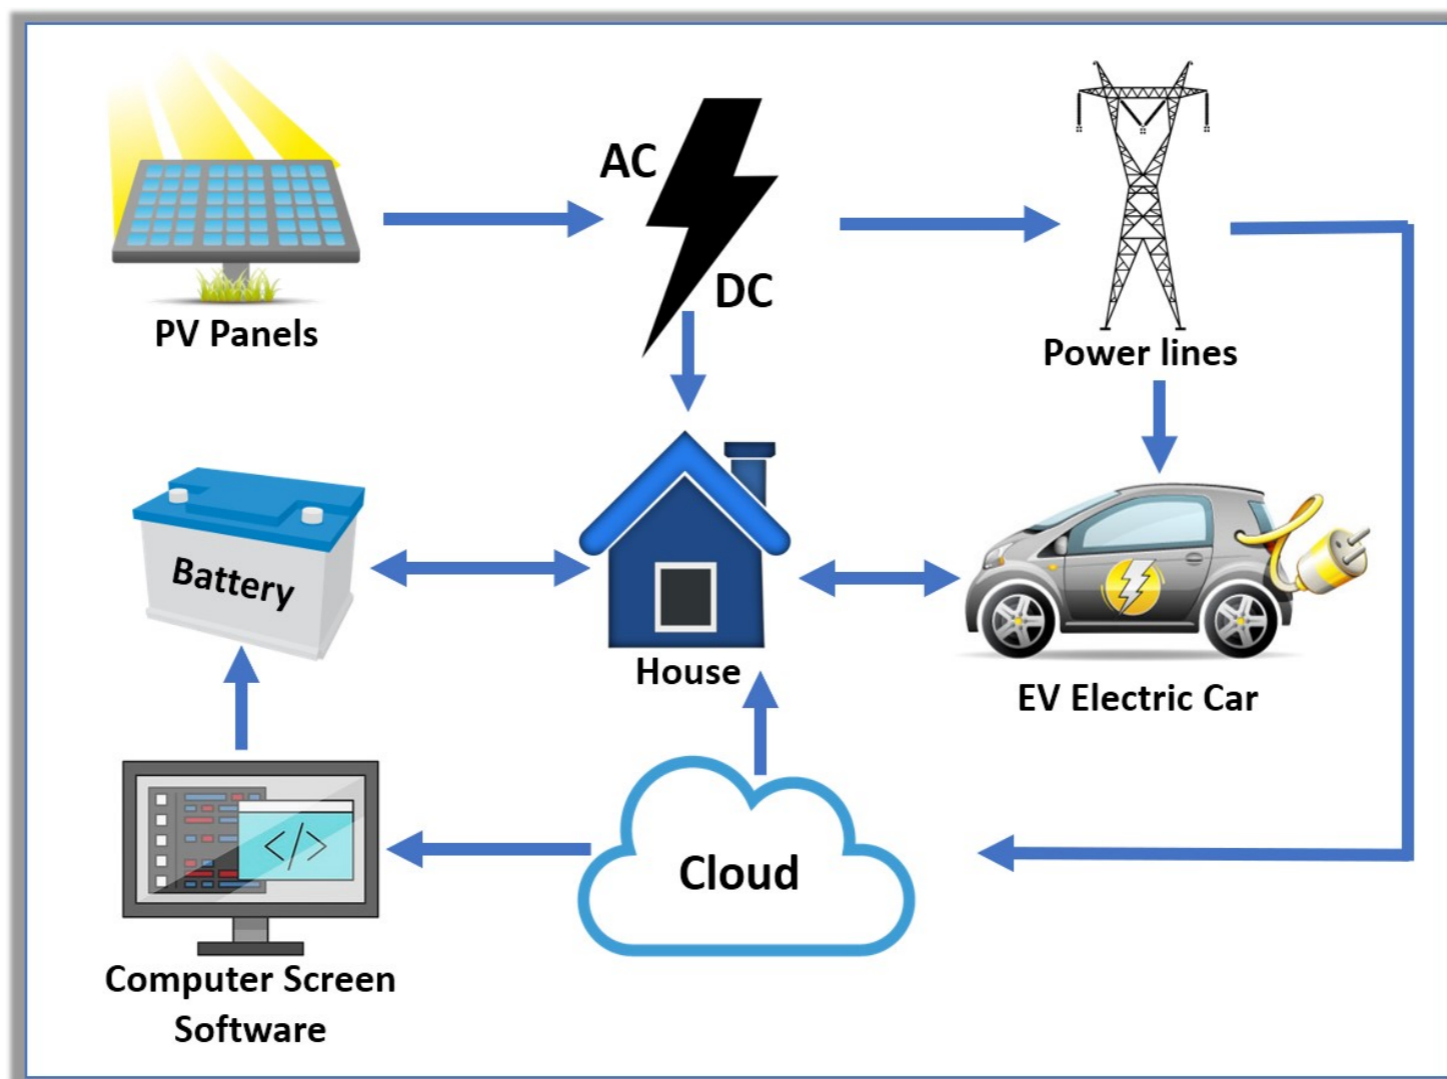 AC
DC
PV Panels
Power lines
Battery
House
EV Electric Car
</>
Cloud
Computer Screen
Software